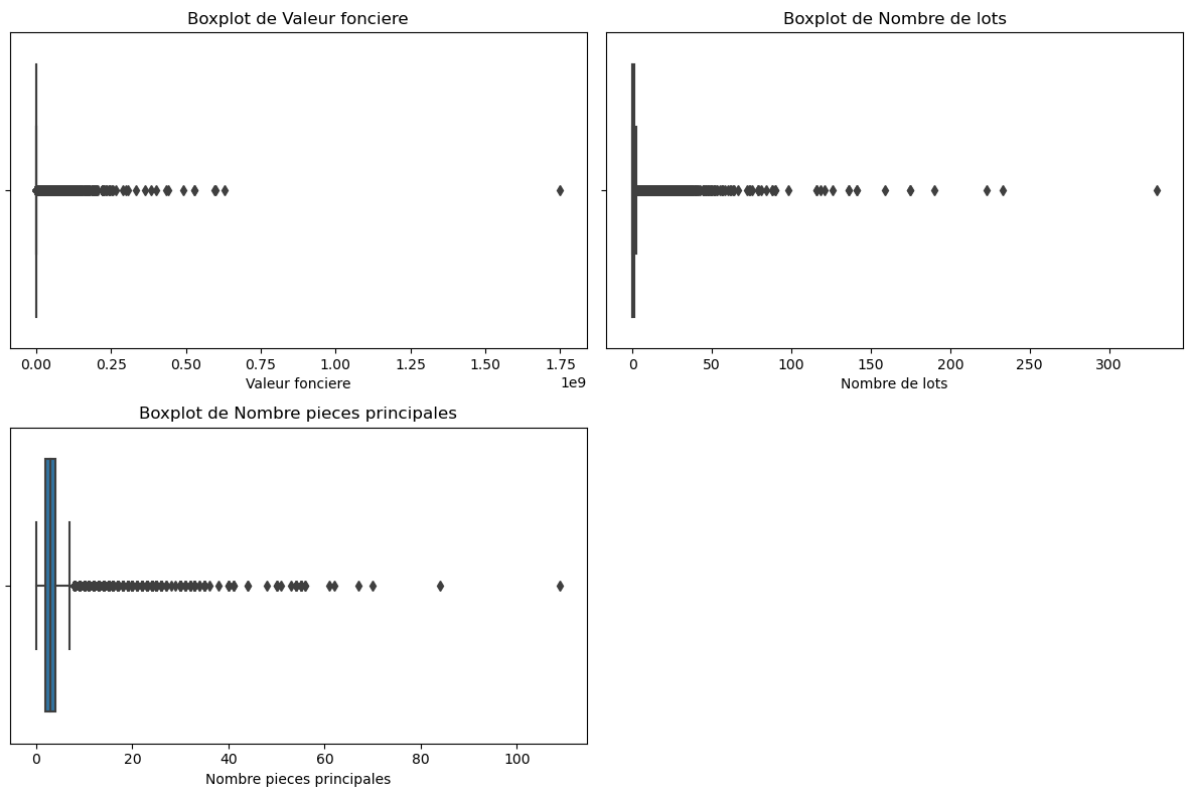 Boxplot de Valeur fonciere
0.00 0.25 0.50 0.75 1.00 1.25 1.50 1.75
1e9
Valeur fonciere
Boxplot de Nombre de lots
0 50 100 150 200 250 300
Nombre de lots
Boxplot de Nombre pieces principales
0 20 40 60 80 100
Nombre pieces principales